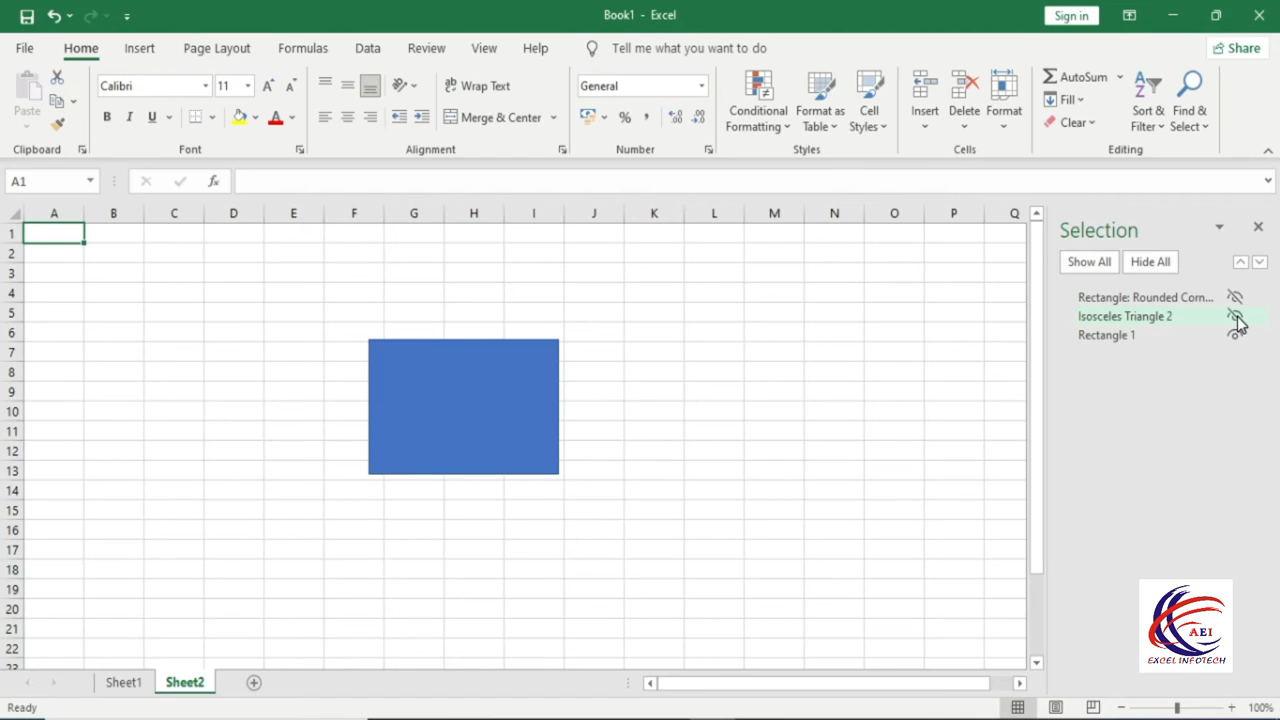 Book1 - Excel
Sign in
File Home Insert Page Layout Formulas Data Review View Help Tell me what you want to do Share
Paste
Calibri 11
B I U
Wrap Text
Merge & Center
General
% ,
Conditional Formatting
Format as Table
Cell Styles
Insert
Delete
Format
AutoSum
Fill
Clear
Sort & Filter
Find & Select
Clipboard Font Alignment Number Styles Cells Editing
A1 fx
A B C D E F G H I J K L M N O P Q
1
2
3
4
5
6
7
8
9
10
11
12
13
14
15
16
17
18
19
20
21
22
23
Selection
Show All Hide All
Rectangle: Rounded Corn...
Isosceles Triangle 2
Rectangle 1
AEI
EXCEL INFOTECH
Sheet1 Sheet2
Ready 100%